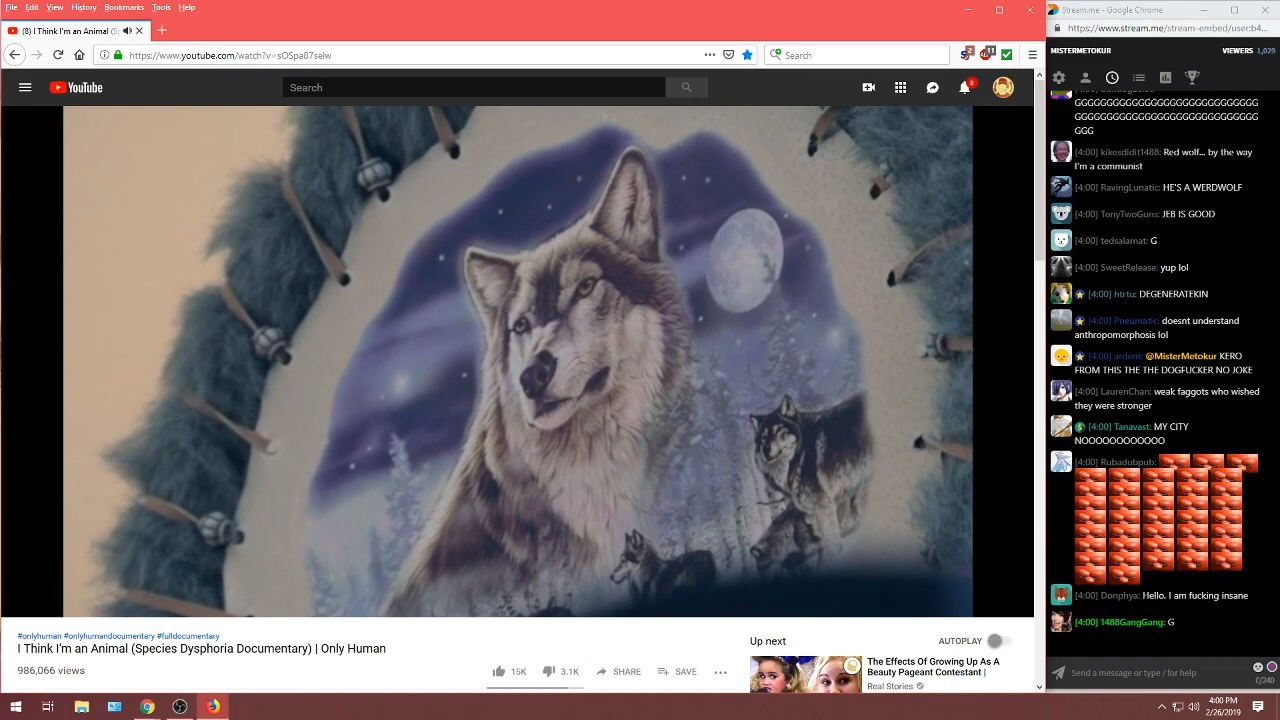 File Edit View History Bookmarks Tools Help
(8) I Think I'm an Animal (Sp
https://www.youtube.com/watch?v=sOSpa87selw
Search
2
11
YouTube
Search
8
#onlyhuman #onlyhumandocumentary #fulldocumentary
I Think I'm an Animal (Species Dysphoria Documentary) | Only Human
986,066 views
15K
3.1K
SHARE
SAVE
Up next
AUTOPLAY
The Effects Of Growing Up As A
Beauty Pageant Contestant |
Real Stories
Stream.me - Google Chrome
https://www.stream.me/stream-embed/user:b4...
MISTERMETOKUR
VIEWERS 1,029
GGGGGGGGGGGGGGGGGGGGGGGGGGGGG
GGGGGGGGGGGGGGGGGGGGGGGGGGGGG
GGG
[4:00] kikesdidit1488: Red wolf... by the way
I'm a communist
[4:00] RavingLunatic: HE'S A WERDWOLF
[4:00] TonyTwoGuns: JEB IS GOOD
[4:00] tedsalamat: G
[4:00] SweetRelease: yup lol
[4:00] htrtu: DEGENERATEKIN
[4:00] Pneumatic: doesnt understand
anthropomorphosis lol
[4:00] ardent: @MisterMetokur KERO
FROM THIS THE THE DOGFUCKER NO JOKE
[4:00] LaurenChan: weak faggots who wished
they were stronger
[4:00] Tanavast: MY CITY
NOOOOOOOOOOO
[4:00] Rubadubpub:
[4:00] Donphya: Hello. I am fucking insane
[4:00] 1488GangGang: G
Send a message or type / for help
0/240
4:00 PM
2/26/2019